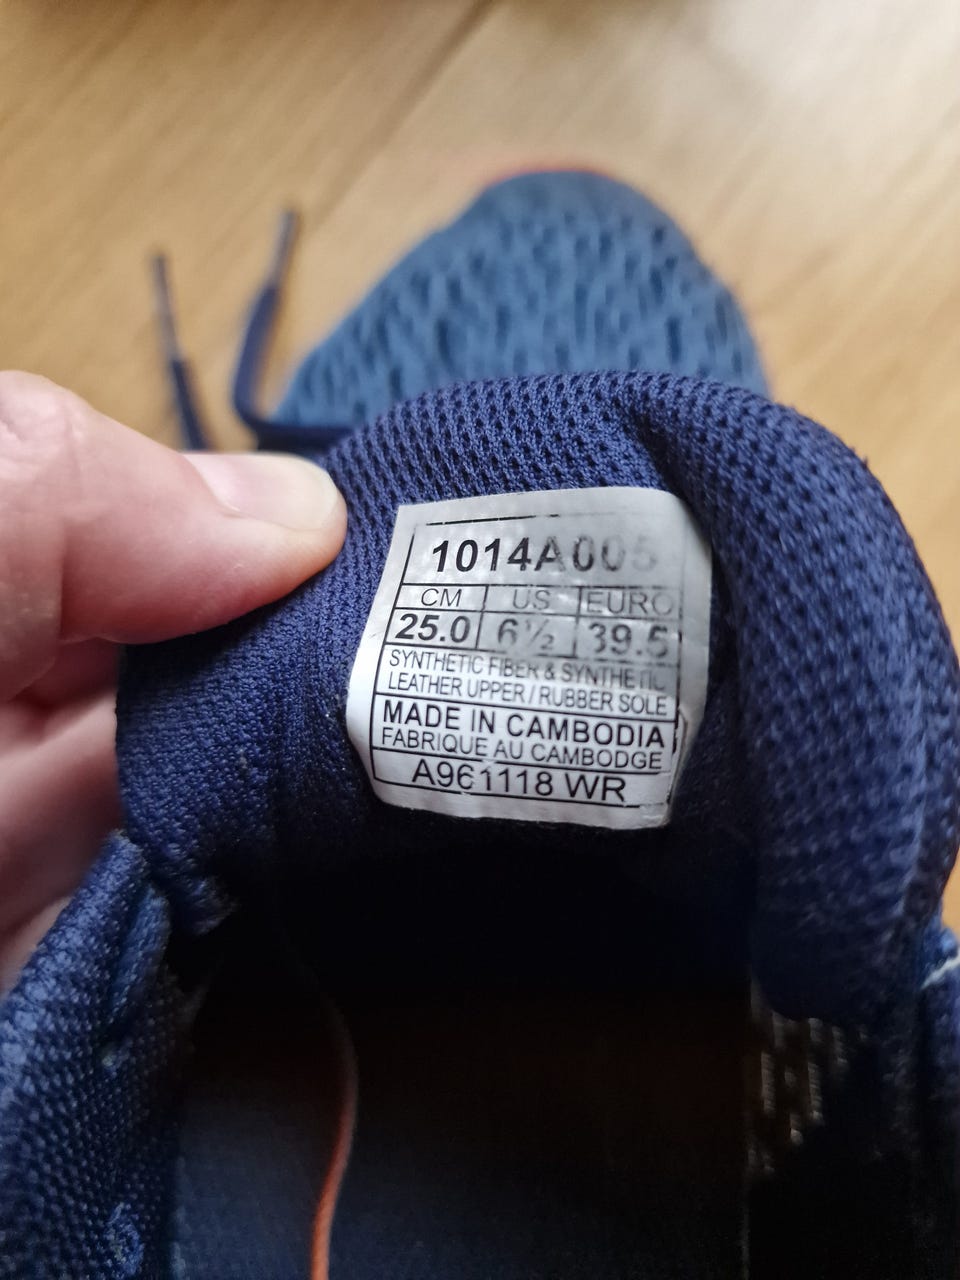 1014A005
CM US EURO
25.0 6½ 39.5
SYNTHETIC FIBER & SYNTHETIC
LEATHER UPPER / RUBBER SOLE
MADE IN CAMBODIA
FABRIQUE AU CAMBODGE
A961118 WR